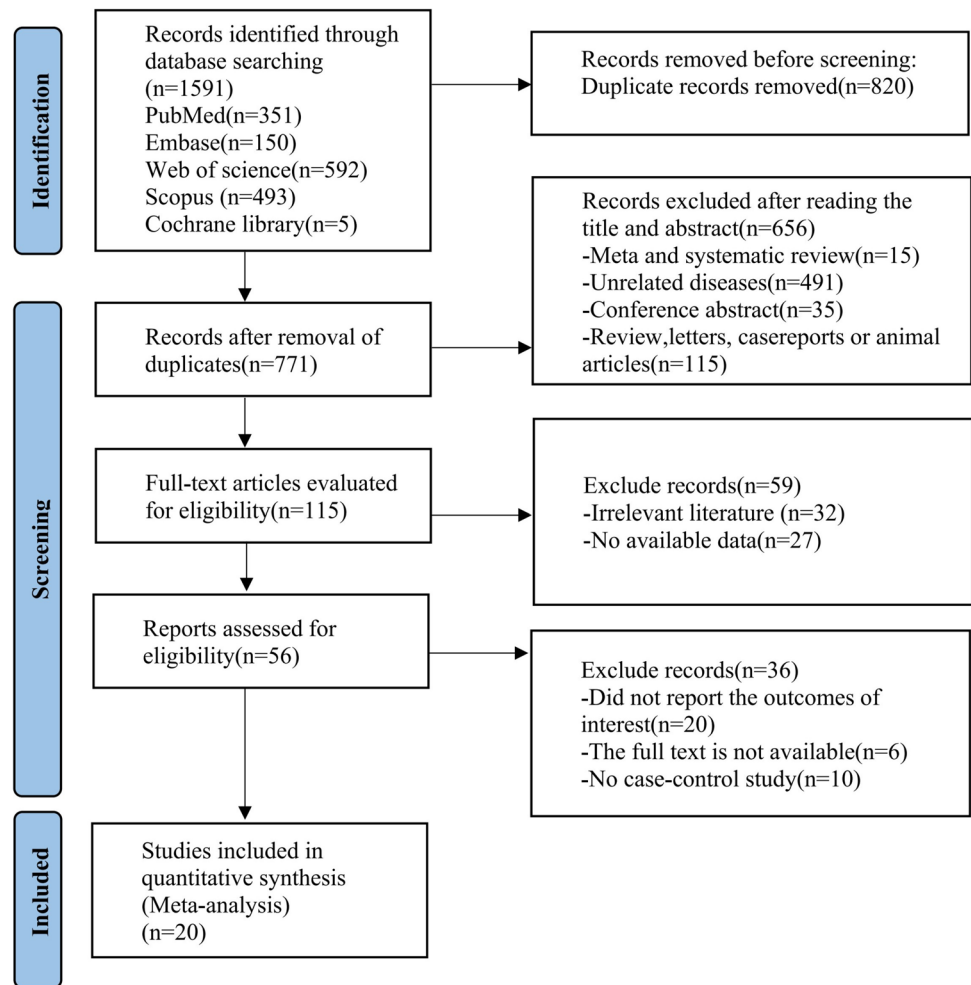 Identification
Records identified through
database searching
(n=1591)
PubMed(n=351)
Embase(n=150)
Web of science(n=592)
Scopus (n=493)
Cochrane library(n=5)
Records removed before screening:
Duplicate records removed(n=820)
Screening
Records after removal of
duplicates(n=771)
Records excluded after reading the
title and abstract(n=656)
-Meta and systematic review(n=15)
-Unrelated diseases(n=491)
-Conference abstract(n=35)
-Review,letters, casereports or animal
articles(n=115)
Full-text articles evaluated
for eligibility(n=115)
Exclude records(n=59)
-Irrelevant literature (n=32)
-No available data(n=27)
Reports assessed for
eligibility(n=56)
Exclude records(n=36)
-Did not report the outcomes of
interest(n=20)
-The full text is not available(n=6)
-No case-control study(n=10)
Included
Studies included in
quantitative synthesis
(Meta-analysis)
(n=20)